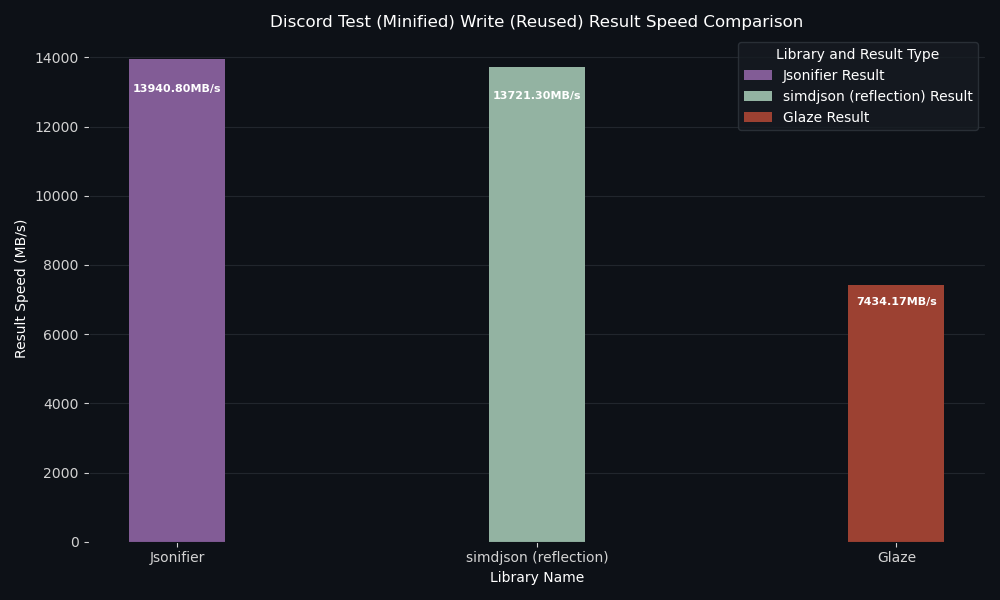 Discord Test (Minified) Write (Reused) Result Speed Comparison
Library and Result Type
Jsonifier Result
simdjson (reflection) Result
Glaze Result
14000
12000
10000
8000
6000
4000
2000
0
Result Speed (MB/s)
13940.80MB/s
13721.30MB/s
7434.17MB/s
Jsonifier
simdjson (reflection)
Glaze
Library Name